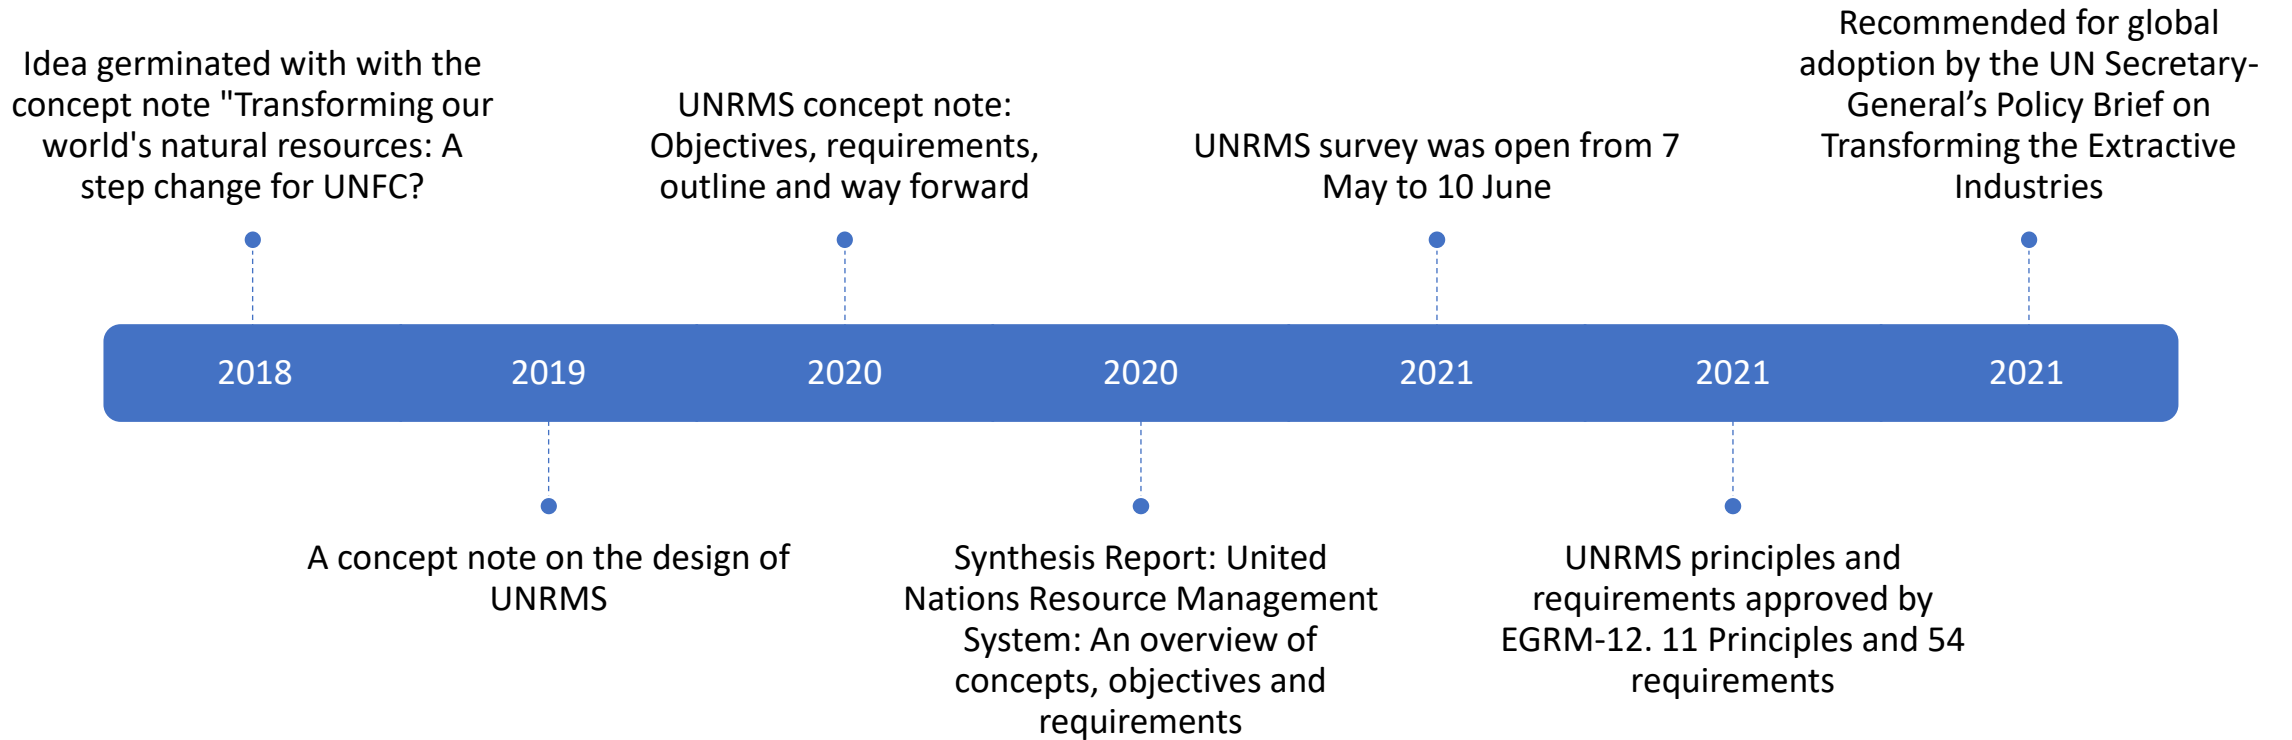 Idea germinated with with the
concept note "Transforming our
world's natural resources: A
step change for UNFC?
UNRMS concept note:
Objectives, requirements,
outline and way forward
UNRMS survey was open from 7
May to 10 June
Recommended for global
adoption by the UN Secretary-
General’s Policy Brief on
Transforming the Extractive
Industries
2018
2019
2020
2020
2021
2021
2021
A concept note on the design of
UNRMS
Synthesis Report: United
Nations Resource Management
System: An overview of
concepts, objectives and
requirements
UNRMS principles and
requirements approved by
EGRM-12. 11 Principles and 54
requirements